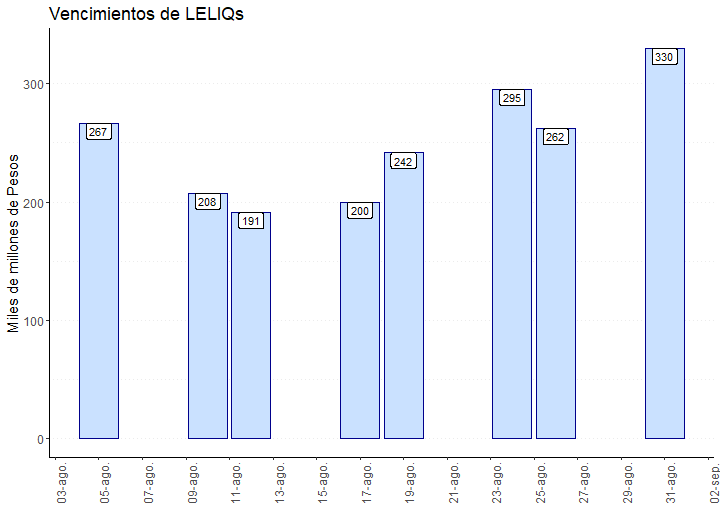 Vencimientos de LELIQs
Miles de millones de Pesos
300
200
100
0
267
208
191
200
242
295
262
330
03-ago.
05-ago.
07-ago.
09-ago.
11-ago.
13-ago.
15-ago.
17-ago.
19-ago.
21-ago.
23-ago.
25-ago.
27-ago.
29-ago.
31-ago.
02-sep.